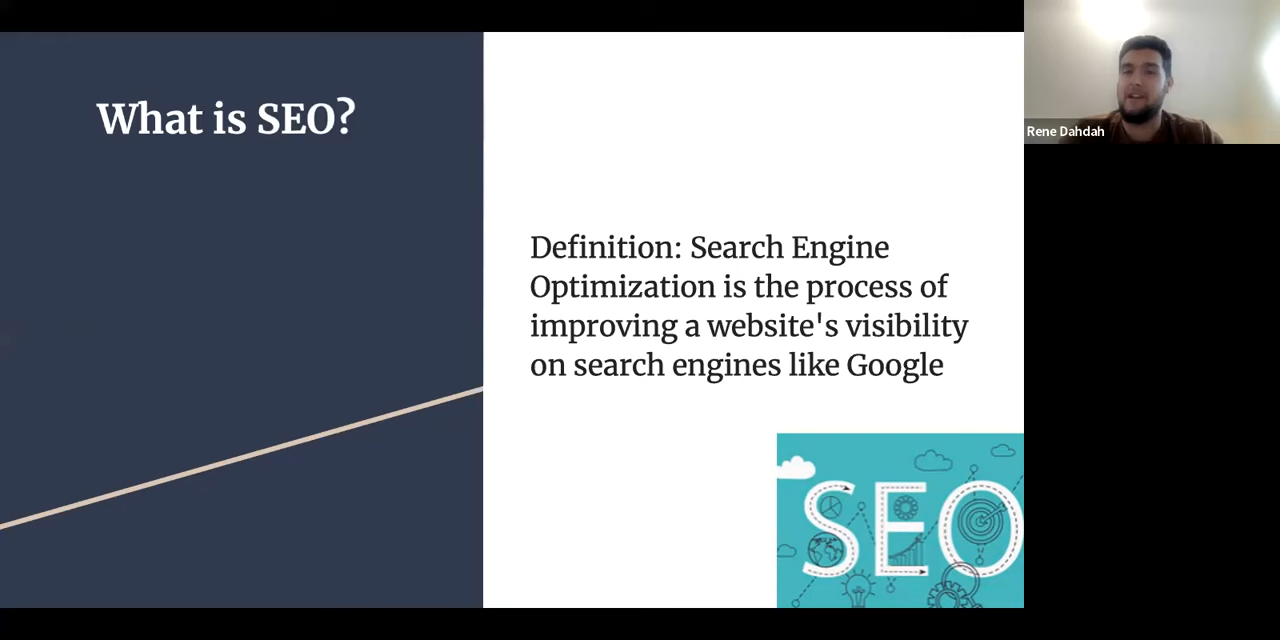 What is SEO?
Definition: Search Engine
Optimization is the process of
improving a website's visibility
on search engines like Google
SEO
Rene Dahdah